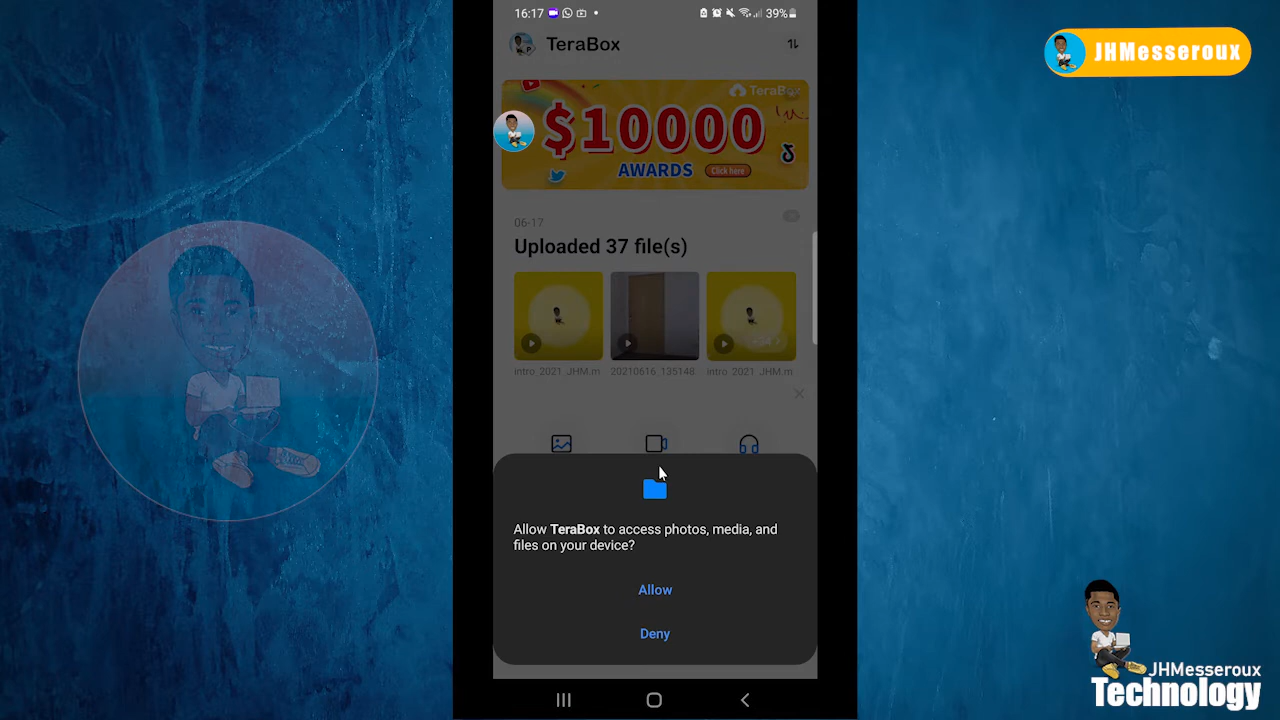 16:17
39%
TeraBox
JHMesseroux
TeraBox
$10000
AWARDS
Click here
06-17
Uploaded 37 file(s)
intro_2021_JHM.m
20210616_135148
intro_2021_JHM.m
Allow TeraBox to access photos, media, and
files on your device?
Allow
Deny
JHMesseroux
Technology